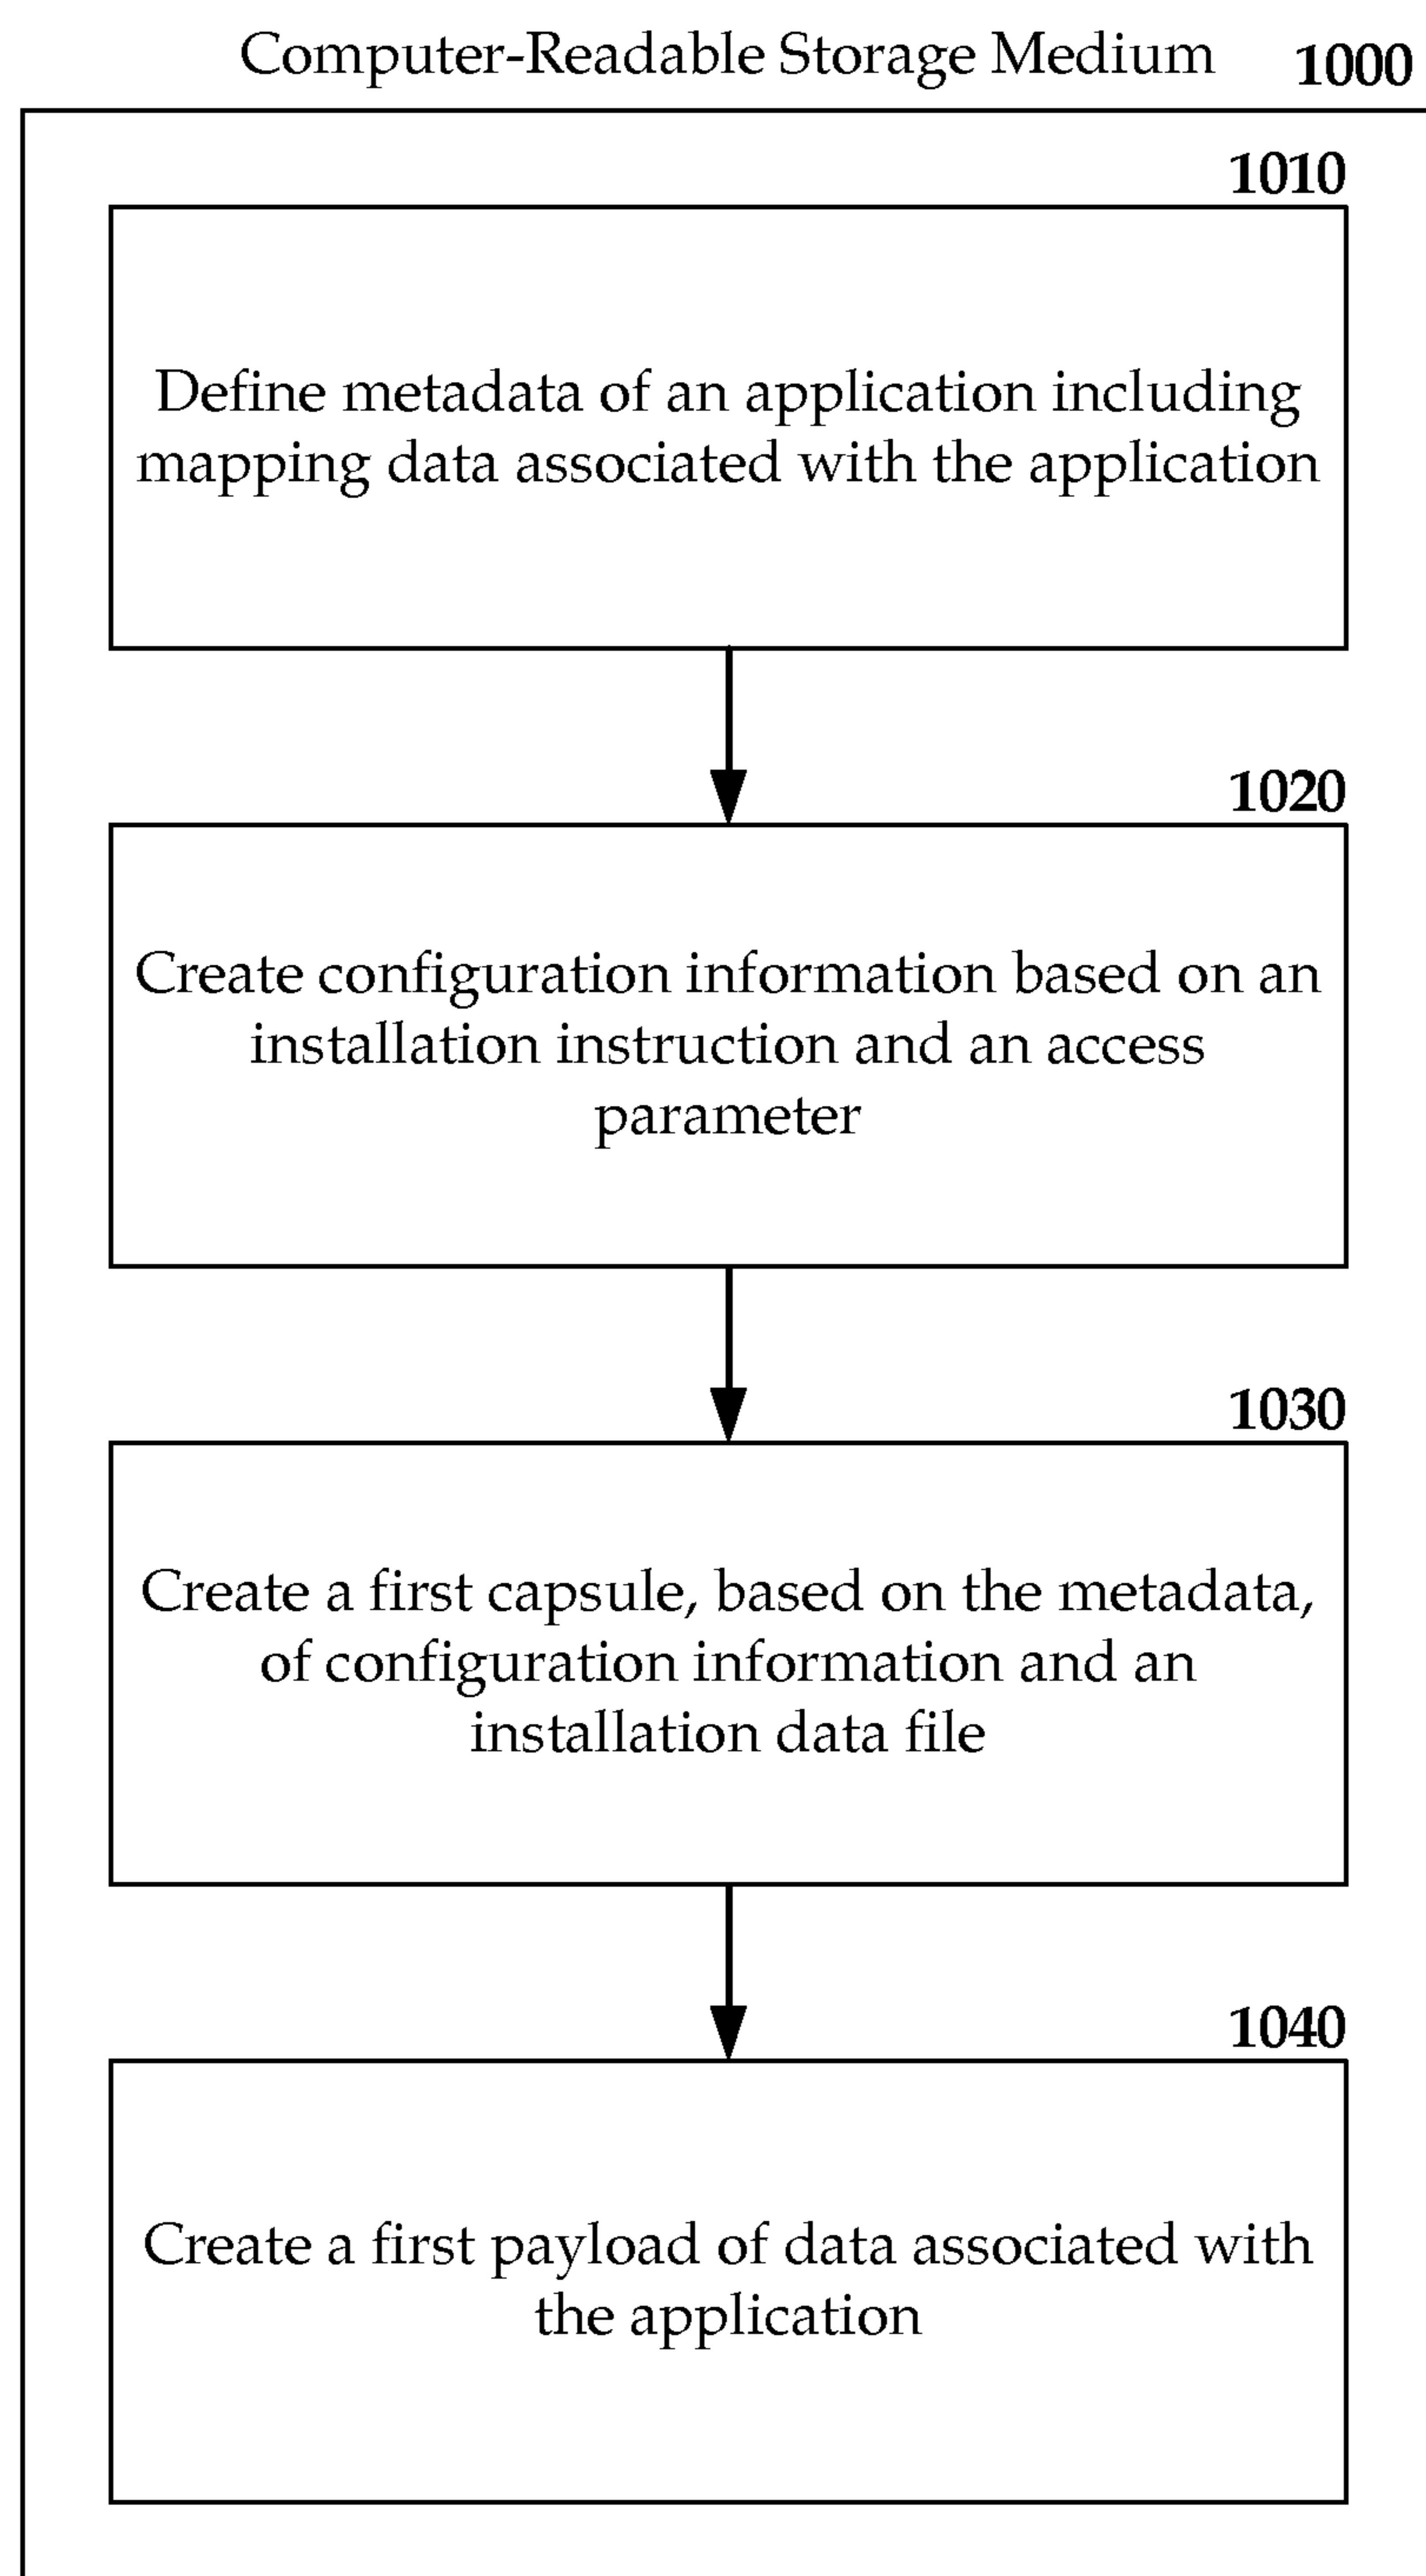 Computer-Readable Storage Medium 1000
1010
Define metadata of an application including
mapping data associated with the application
1020
Create configuration information based on an
installation instruction and an access
parameter
1030
Create a first capsule, based on the metadata,
of configuration information and an
installation data file
1040
Create a first payload of data associated with
the application